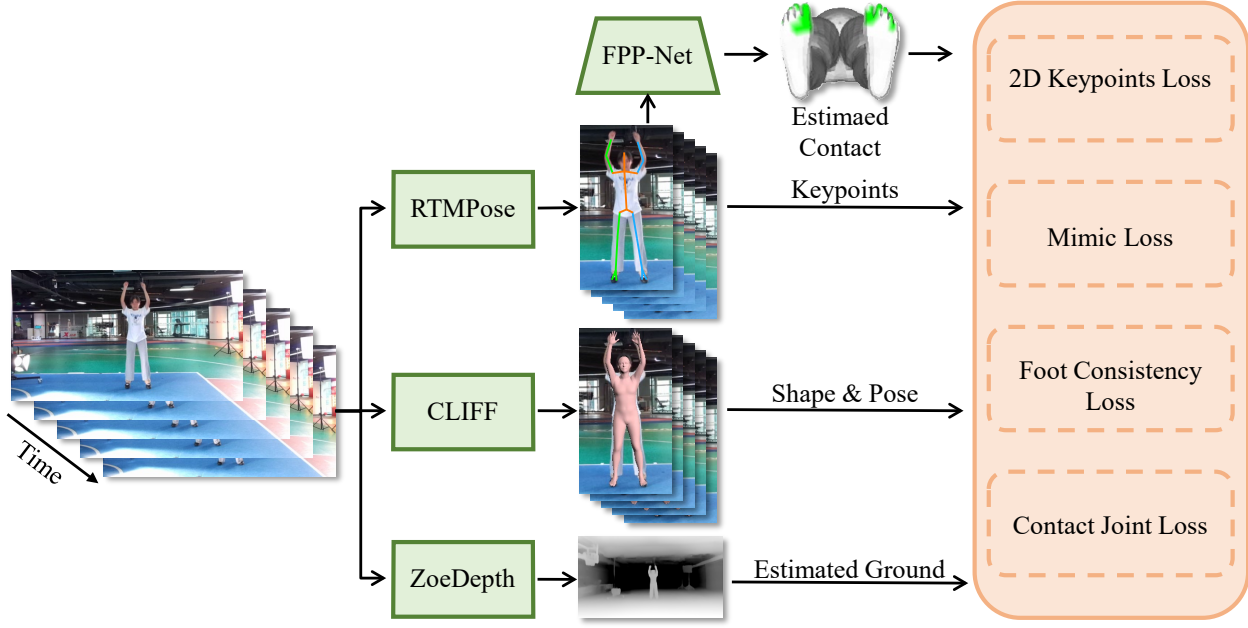 FPP-Net
Estimaed
Contact
2D Keypoints Loss
RTMPose
Keypoints
Mimic Loss
Time
CLIFF
Shape & Pose
Foot Consistency
Loss
ZoeDepth
Estimated Ground
Contact Joint Loss